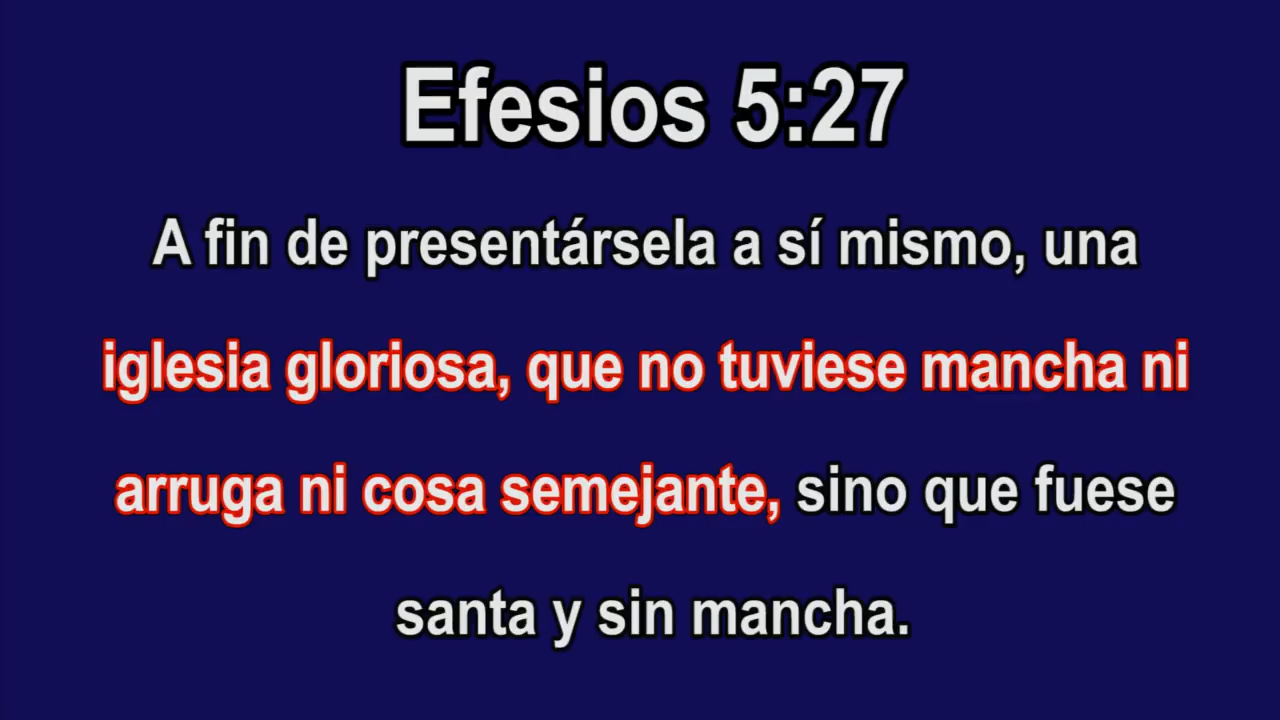 Efesios 5:27
A fin de presentársela a sí mismo, una
iglesia gloriosa, que no tuviese mancha ni
arruga ni cosa semejante, sino que fuese
santa y sin mancha.